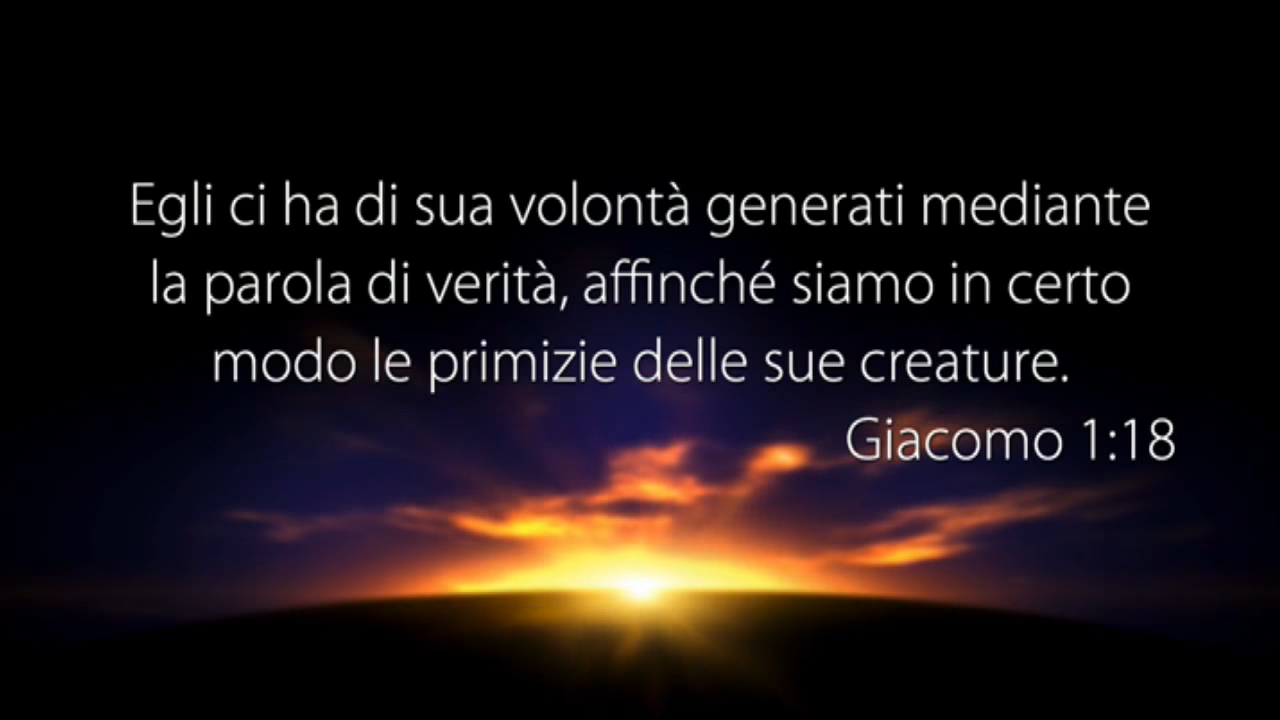 Egli ci ha di sua volontà generati mediante
la parola di verità, affinché siamo in certo
modo le primizie delle sue creature.
Giacomo 1:18